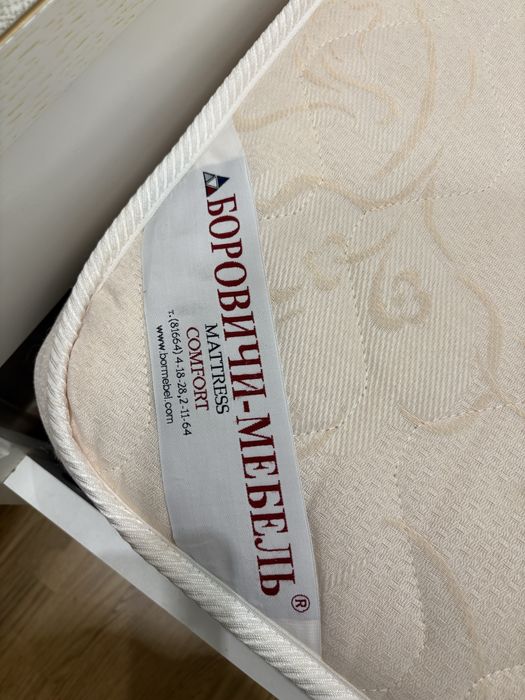 БОРОВИЧИ-МЕБЕЛЬ®
MATTRESS
COMFORT
т.(81664) 4-18-28, 2-11-64
www.bormebel.com